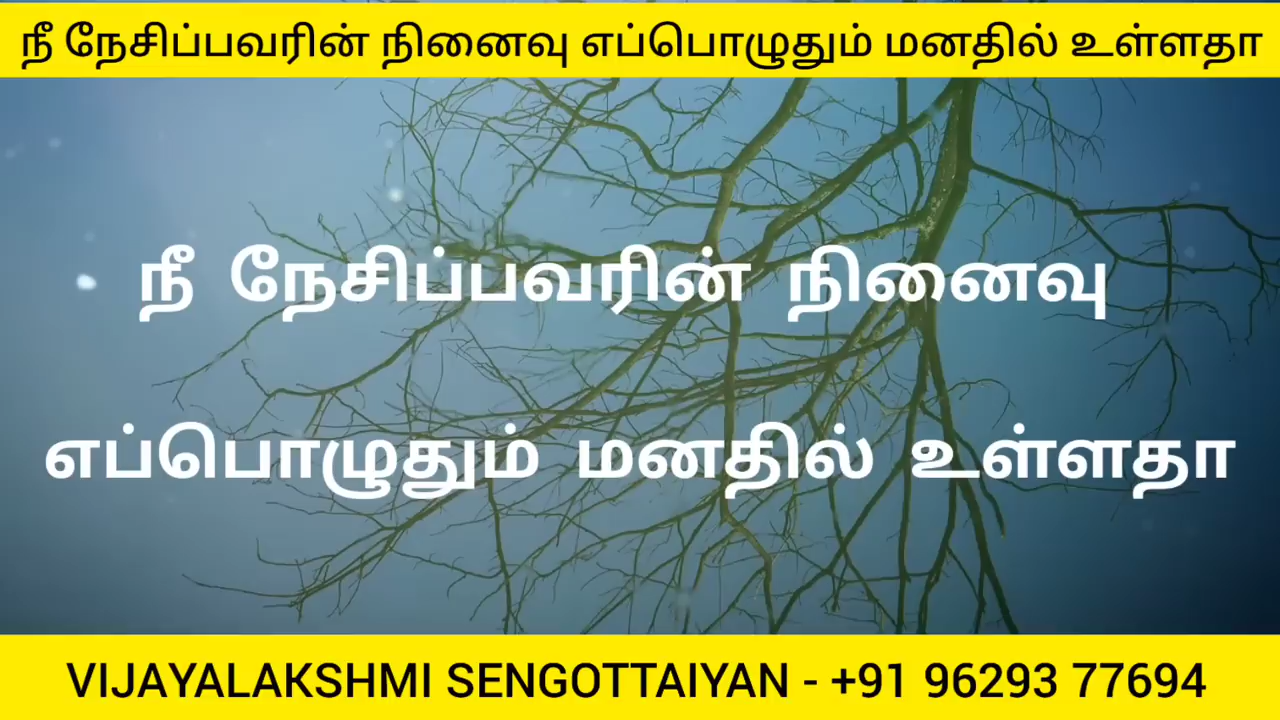 நீ நேசிப்பவரின் நினைவு எப்பொழுதும் மனதில் உள்ளதா
நீ நேசிப்பவரின் நினைவு
எப்பொழுதும் மனதில் உள்ளதா
VIJAYALAKSHMI SENGOTTAIYAN - +91 96293 77694